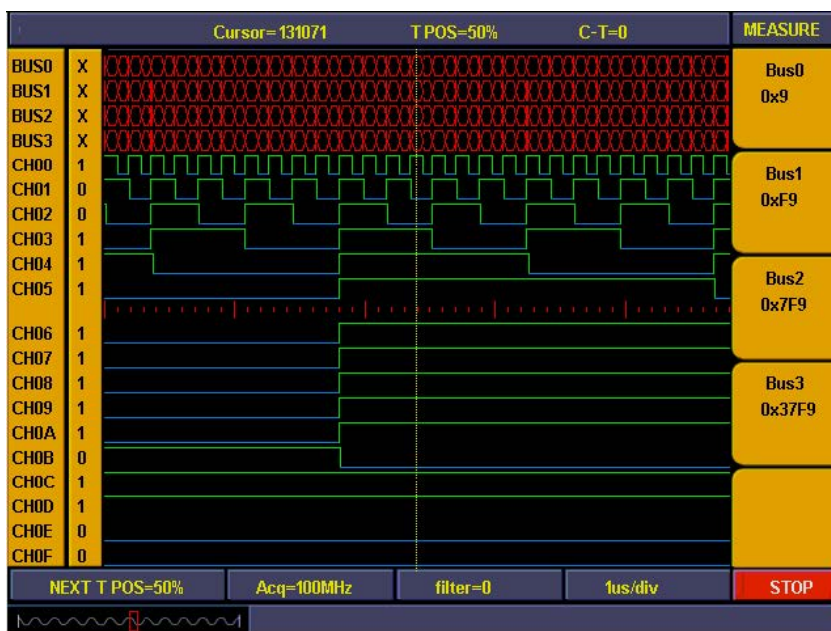 Cursor=131071 T POS=50% C-T=0 MEASURE
BUS0 X
BUS1 X
BUS2 X
BUS3 X
CH00 1
CH01 0
CH02 0
CH03 1
CH04 1
CH05 1
CH06 1
CH07 1
CH08 1
CH09 1
CH0A 1
CH0B 0
CH0C 1
CH0D 1
CH0E 0
CH0F 0
Bus0
0x9
Bus1
0xF9
Bus2
0x7F9
Bus3
0x37F9
NEXT T POS=50% Acq=100MHz filter=0 1us/div STOP